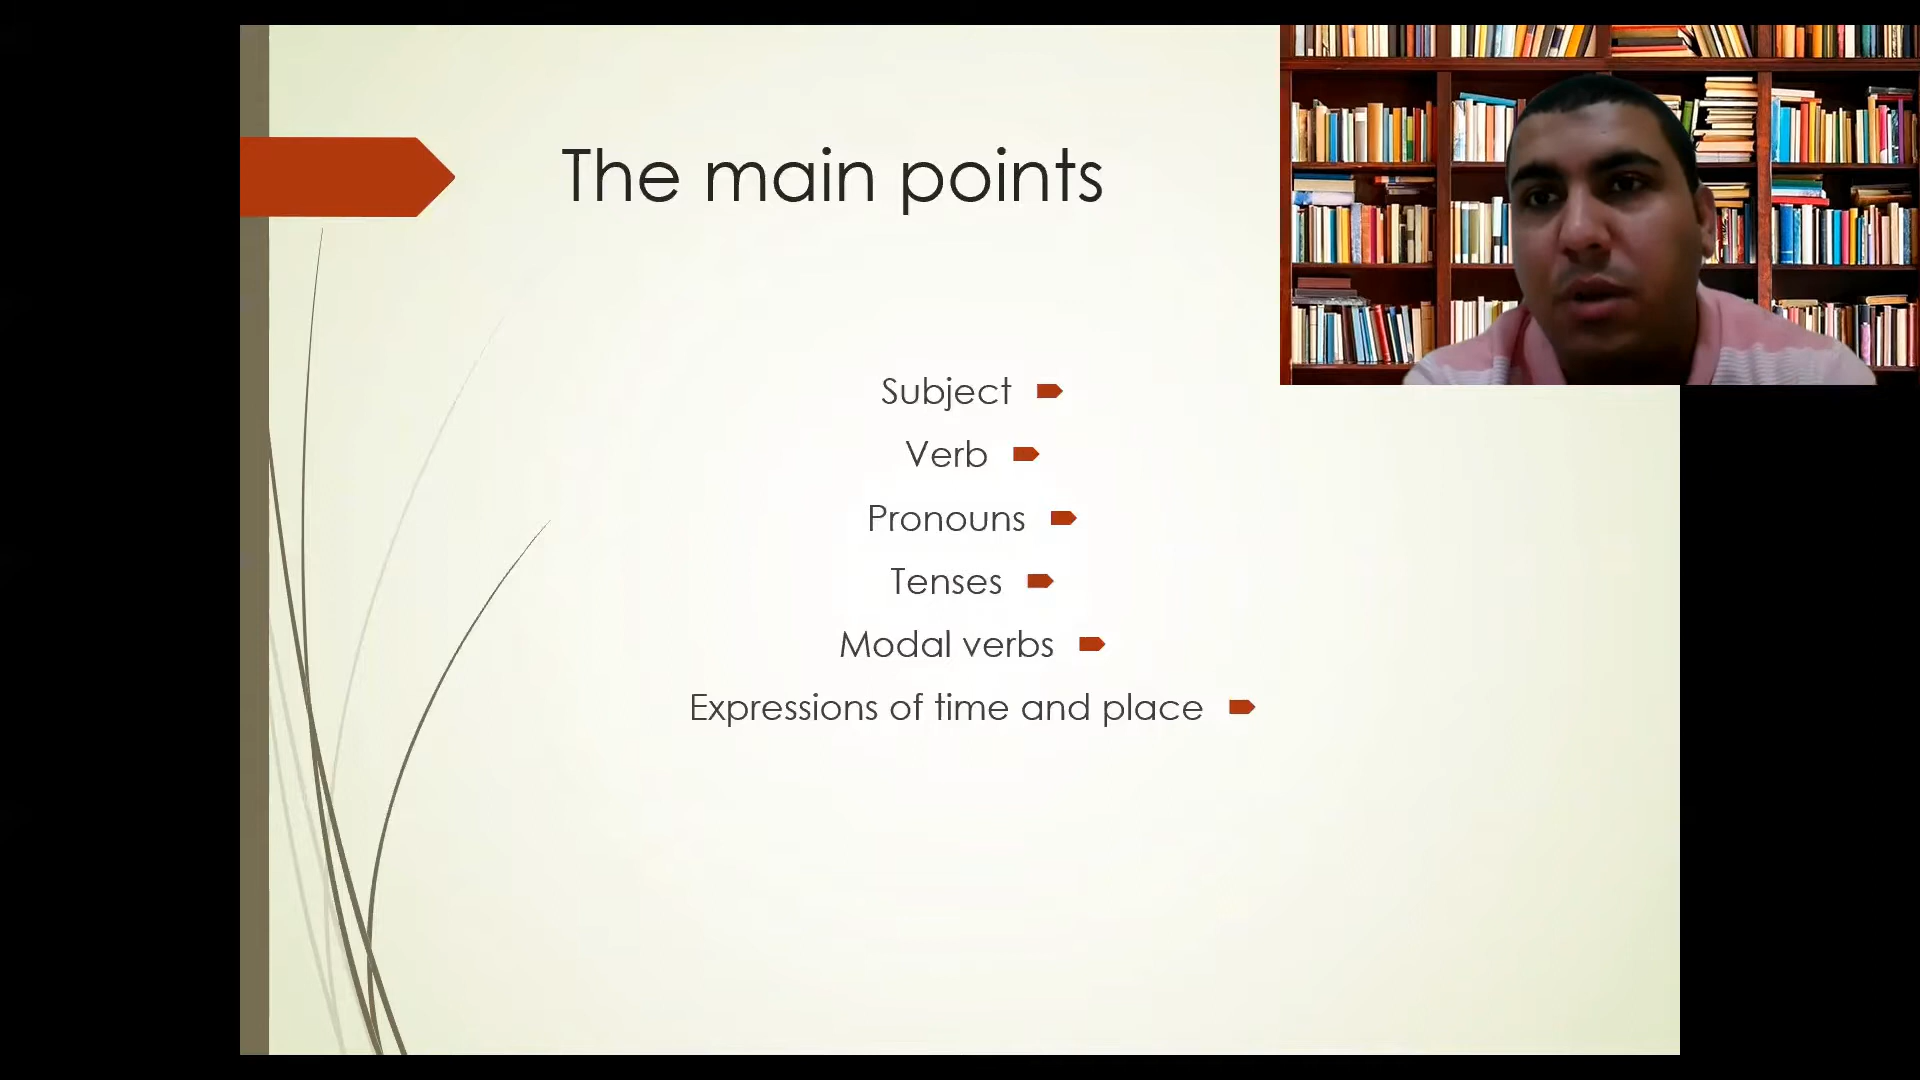 The main points
Subject
Verb
Pronouns
Tenses
Modal verbs
Expressions of time and place